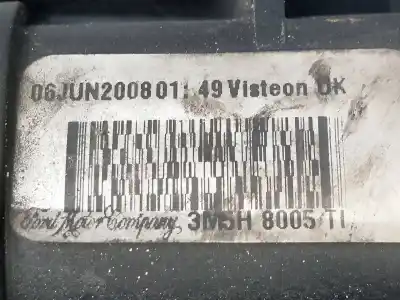 06JUN2008 01:49 Visteon UK
Ford Motor Company 3M5H 8005 TI